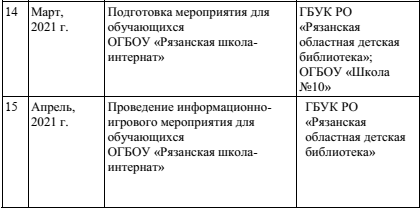 14 Март, 2021 г.
Подготовка мероприятия для
обучающихся
ОГБОУ «Рязанская школа-
интернат»
ГБУК РО
«Рязанская
областная детская
библиотека»;
ОГБОУ «Школа
№10»
15 Апрель, 2021 г.
Проведение информационно-
игрового мероприятия для
обучающихся
ОГБОУ «Рязанская школа-
интернат»
ГБУК РО
«Рязанская
областная детская
библиотека»